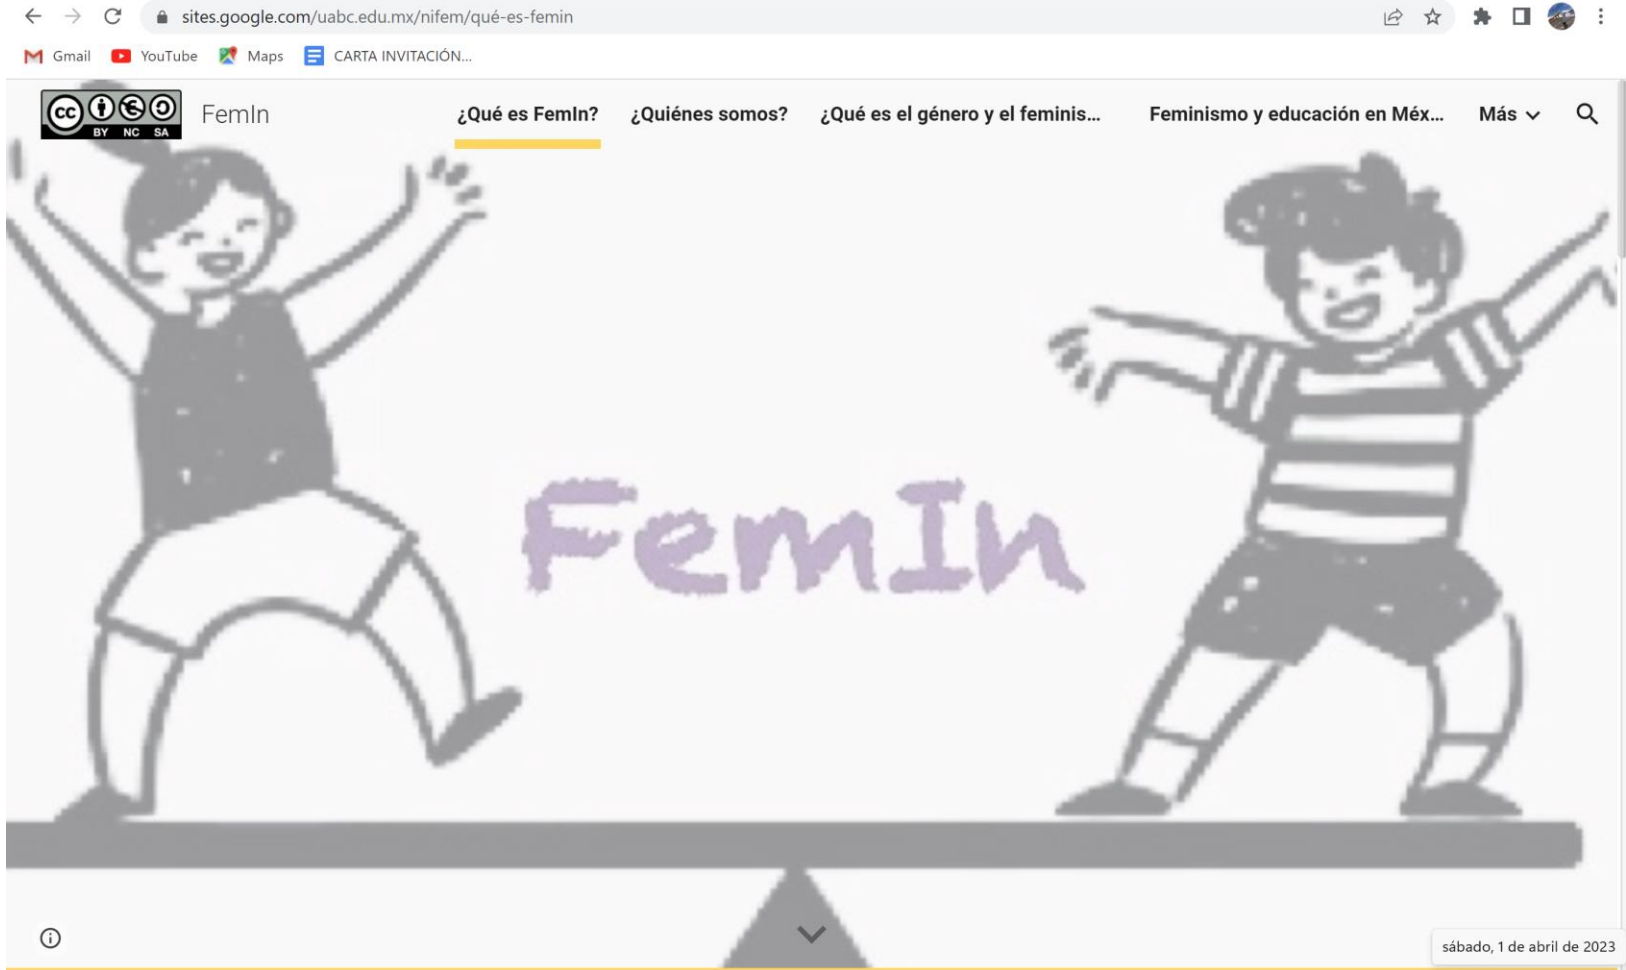 sites.google.com/uabc.edu.mx/nifem/qué-es-femin
Gmail YouTube Maps CARTA INVITACIÓN...
cc BY NC SA FemIn ¿Qué es FemIn? ¿Quiénes somos? ¿Qué es el género y el feminis... Feminismo y educación en Méx... Más
FemIn
sábado, 1 de abril de 2023